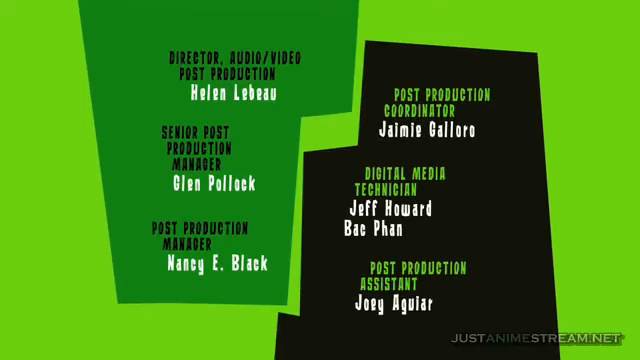 DIRECTOR, AUDIO/VIDEO
POST PRODUCTION
Helen Lebeau
SENIOR POST
PRODUCTION
MANAGER
Glen Pollock
POST PRODUCTION
MANAGER
Nancy E. Black
POST PRODUCTION
COORDINATOR
Jaimie Galloro
DIGITAL MEDIA
TECHNICIAN
Jeff Howard
Bac Phan
POST PRODUCTION
ASSISTANT
Joey Aguiar
JUSTANIMESTREAM.NET